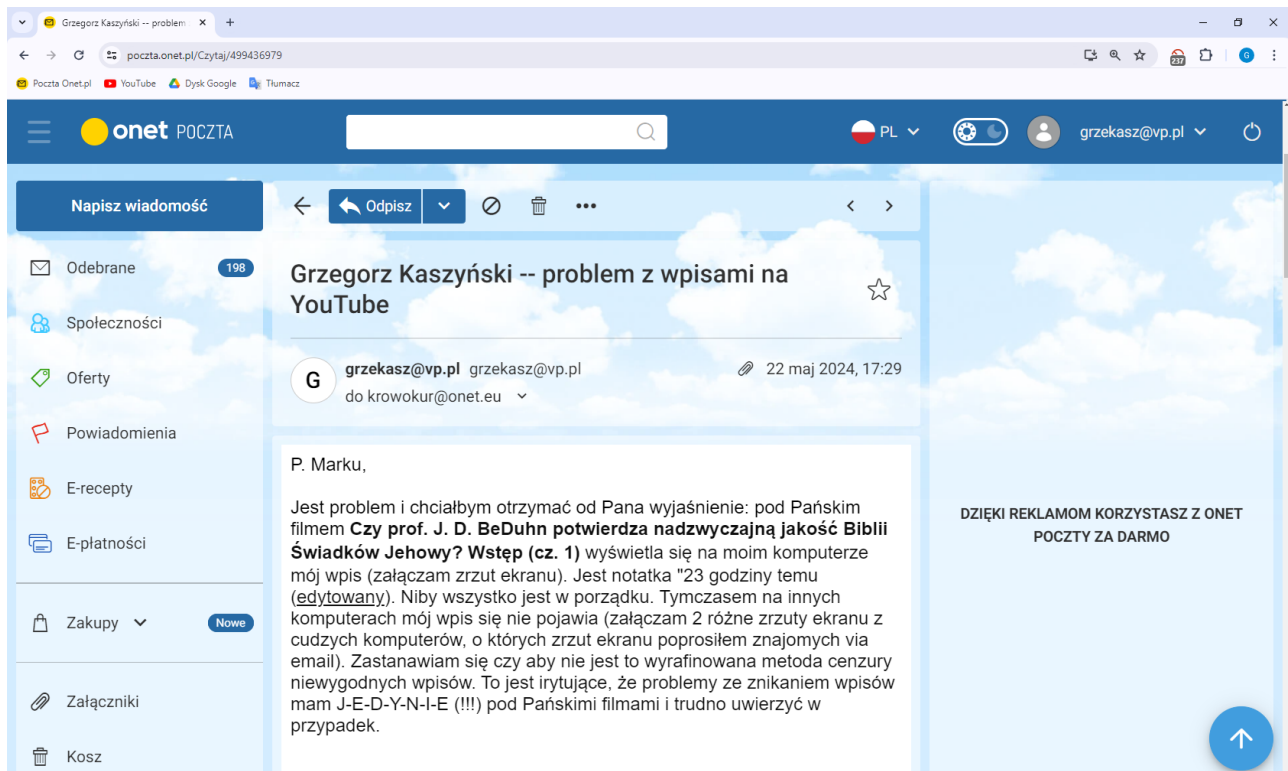 Grzegorz Kaszyński -- problem
poczta.onet.pl/Czytaj/499436979
237
G
Poczta Onet.pl
YouTube
Dysk Google
Tłumacz
onet POCZTA
PL
grzekasz@vp.pl
Napisz wiadomość
Odpisz
Odebrane
198
Społeczności
Oferty
Powiadomienia
E-recepty
E-płatności
Zakupy
Nowe
Załączniki
Kosz
Grzegorz Kaszyński -- problem z wpisami na
YouTube
G
grzekasz@vp.pl grzekasz@vp.pl
22 maj 2024, 17:29
do krowokur@onet.eu
P. Marku,
Jest problem i chciałbym otrzymać od Pana wyjaśnienie: pod Pańskim
filmem Czy prof. J. D. BeDuhn potwierdza nadzwyczajną jakość Biblii
Świadków Jehowy? Wstęp (cz. 1) wyświetla się na moim komputerze
mój wpis (załączam zrzut ekranu). Jest notatka "23 godziny temu
(edytowany). Niby wszystko jest w porządku. Tymczasem na innych
komputerach mój wpis się nie pojawia (załączam 2 różne zrzuty ekranu z
cudzych komputerów, o których zrzut ekranu poprosiłem znajomych via
email). Zastanawiam się czy aby nie jest to wyrafinowana metoda cenzury
niewygodnych wpisów. To jest irytujące, że problemy ze znikaniem wpisów
mam J-E-D-Y-N-I-E (!!!) pod Pańskimi filmami i trudno uwierzyć w
przypadek.
DZIĘKI REKLAMOM KORZYSTASZ Z ONET
POCZTY ZA DARMO